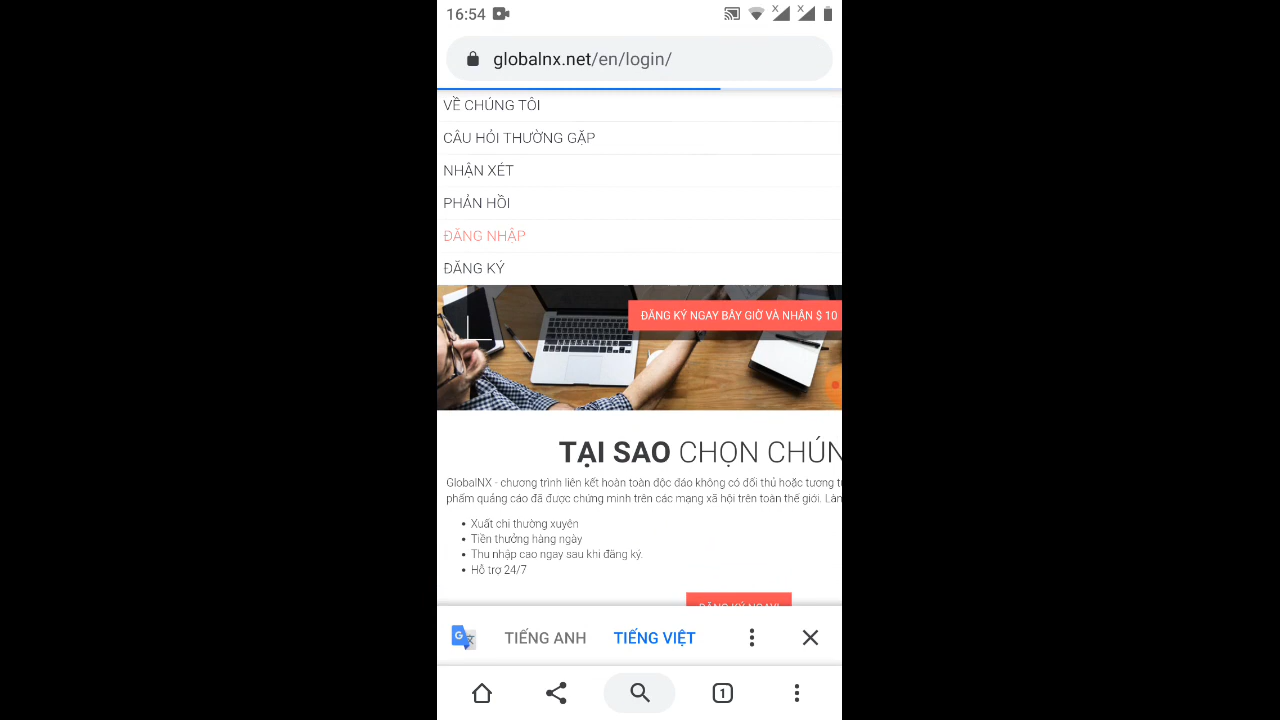 16:54
globalnx.net/en/login/
VỀ CHÚNG TÔI
CÂU HỎI THƯỜNG GẶP
NHẬN XÉT
PHẢN HỒI
ĐĂNG NHẬP
ĐĂNG KÝ
ĐĂNG KÝ NGAY BÂY GIỜ VÀ NHẬN $ 10
TẠI SAO CHỌN CHÚN
GlobalNX - chương trình liên kết hoàn toàn độc đáo không có đối thủ hoặc tương t
phẩm quảng cáo đã được chứng minh trên các mạng xã hội trên toàn thế giới. Làn
• Xuất chi thường xuyên
• Tiền thưởng hàng ngày
• Thu nhập cao ngay sau khi đăng ký.
• Hỗ trợ 24/7
ĐĂNG KÝ NGAY!
TIẾNG ANH
TIẾNG VIỆT
1